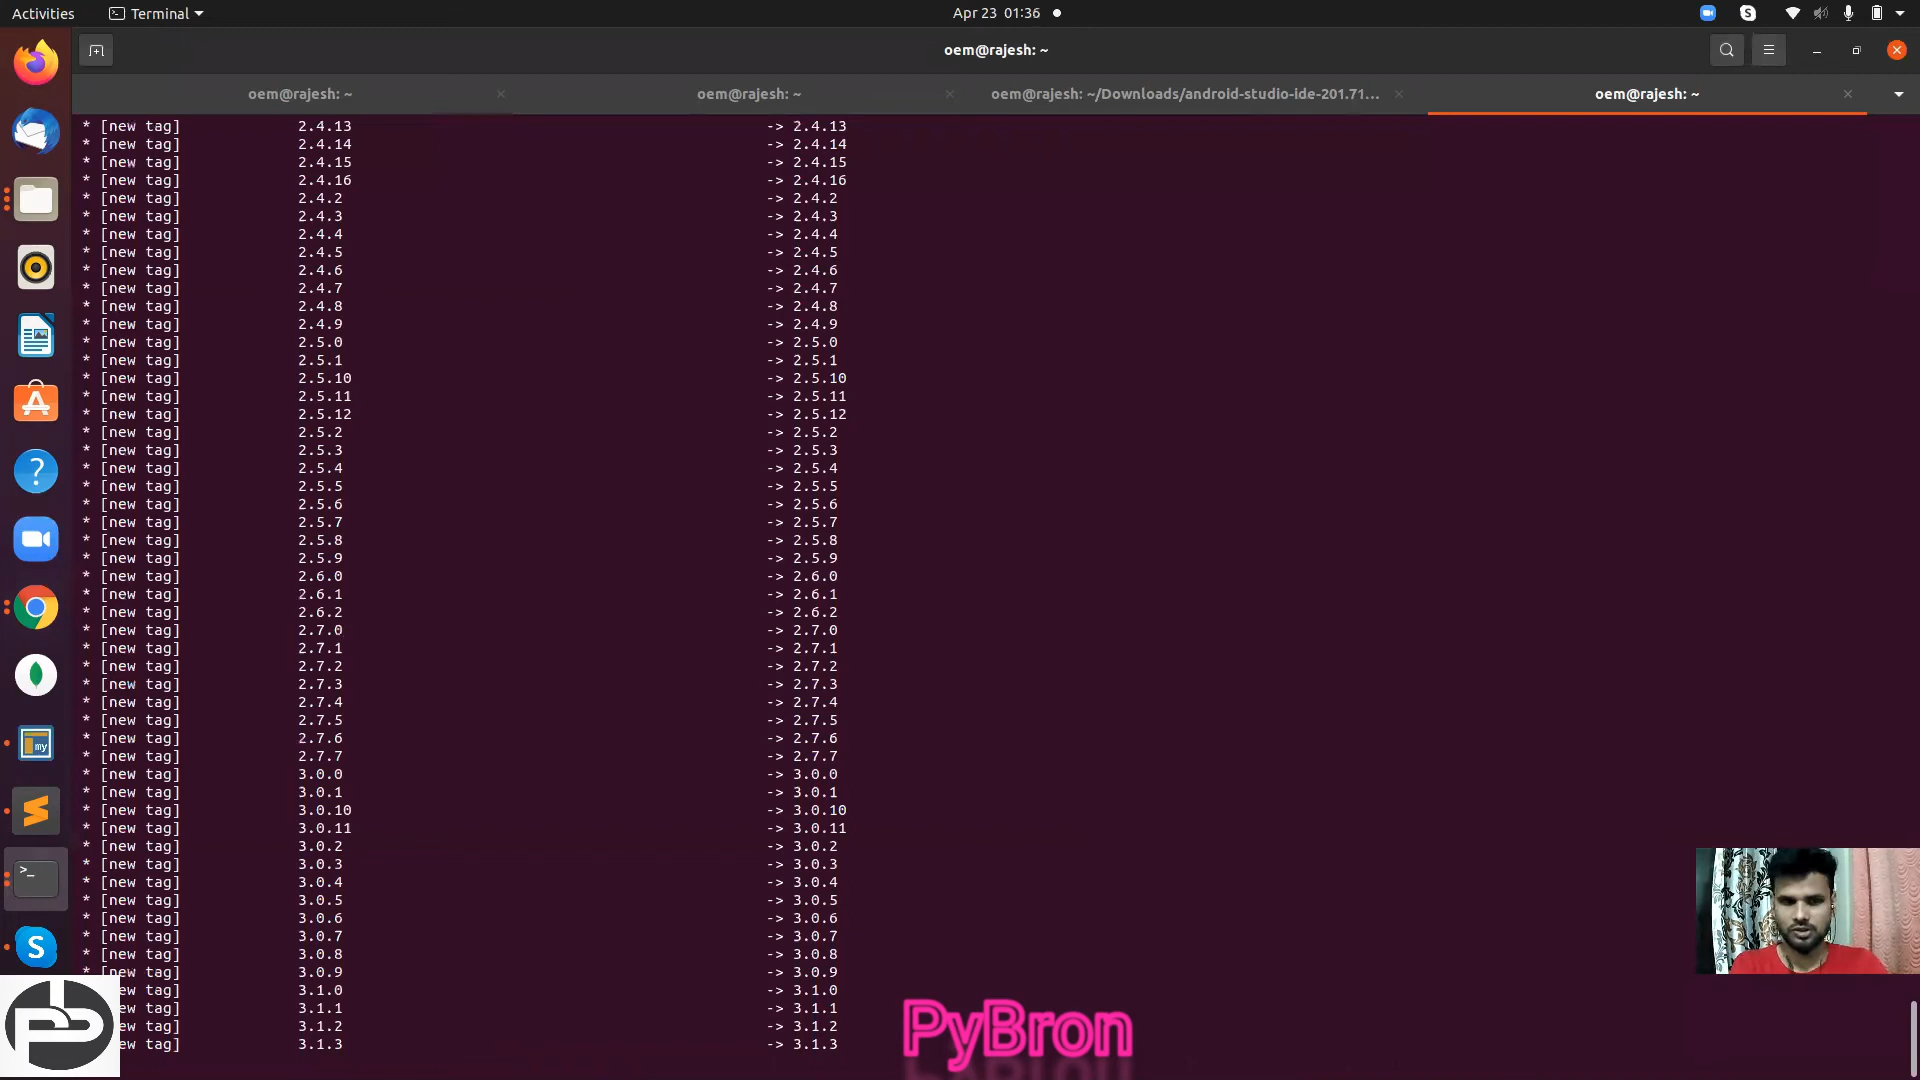 Activities Terminal Apr 23 01:36
oem@rajesh: ~
oem@rajesh: ~ oem@rajesh: ~ oem@rajesh: ~/Downloads/android-studio-ide-201.71... oem@rajesh: ~
* [new tag] 2.4.13 -> 2.4.13
* [new tag] 2.4.14 -> 2.4.14
* [new tag] 2.4.15 -> 2.4.15
* [new tag] 2.4.16 -> 2.4.16
* [new tag] 2.4.2 -> 2.4.2
* [new tag] 2.4.3 -> 2.4.3
* [new tag] 2.4.4 -> 2.4.4
* [new tag] 2.4.5 -> 2.4.5
* [new tag] 2.4.6 -> 2.4.6
* [new tag] 2.4.7 -> 2.4.7
* [new tag] 2.4.8 -> 2.4.8
* [new tag] 2.4.9 -> 2.4.9
* [new tag] 2.5.0 -> 2.5.0
* [new tag] 2.5.1 -> 2.5.1
* [new tag] 2.5.10 -> 2.5.10
* [new tag] 2.5.11 -> 2.5.11
* [new tag] 2.5.12 -> 2.5.12
* [new tag] 2.5.2 -> 2.5.2
* [new tag] 2.5.3 -> 2.5.3
* [new tag] 2.5.4 -> 2.5.4
* [new tag] 2.5.5 -> 2.5.5
* [new tag] 2.5.6 -> 2.5.6
* [new tag] 2.5.7 -> 2.5.7
* [new tag] 2.5.8 -> 2.5.8
* [new tag] 2.5.9 -> 2.5.9
* [new tag] 2.6.0 -> 2.6.0
* [new tag] 2.6.1 -> 2.6.1
* [new tag] 2.6.2 -> 2.6.2
* [new tag] 2.7.0 -> 2.7.0
* [new tag] 2.7.1 -> 2.7.1
* [new tag] 2.7.2 -> 2.7.2
* [new tag] 2.7.3 -> 2.7.3
* [new tag] 2.7.4 -> 2.7.4
* [new tag] 2.7.5 -> 2.7.5
* [new tag] 2.7.6 -> 2.7.6
* [new tag] 2.7.7 -> 2.7.7
* [new tag] 3.0.0 -> 3.0.0
* [new tag] 3.0.1 -> 3.0.1
* [new tag] 3.0.10 -> 3.0.10
* [new tag] 3.0.11 -> 3.0.11
* [new tag] 3.0.2 -> 3.0.2
* [new tag] 3.0.3 -> 3.0.3
* [new tag] 3.0.4 -> 3.0.4
* [new tag] 3.0.5 -> 3.0.5
* [new tag] 3.0.6 -> 3.0.6
* [new tag] 3.0.7 -> 3.0.7
* [new tag] 3.0.8 -> 3.0.8
* [new tag] 3.0.9 -> 3.0.9
ew tag] 3.1.0 -> 3.1.0
ew tag] 3.1.1 -> 3.1.1
ew tag] 3.1.2 -> 3.1.2
ew tag] 3.1.3 -> 3.1.3
my
PyBron